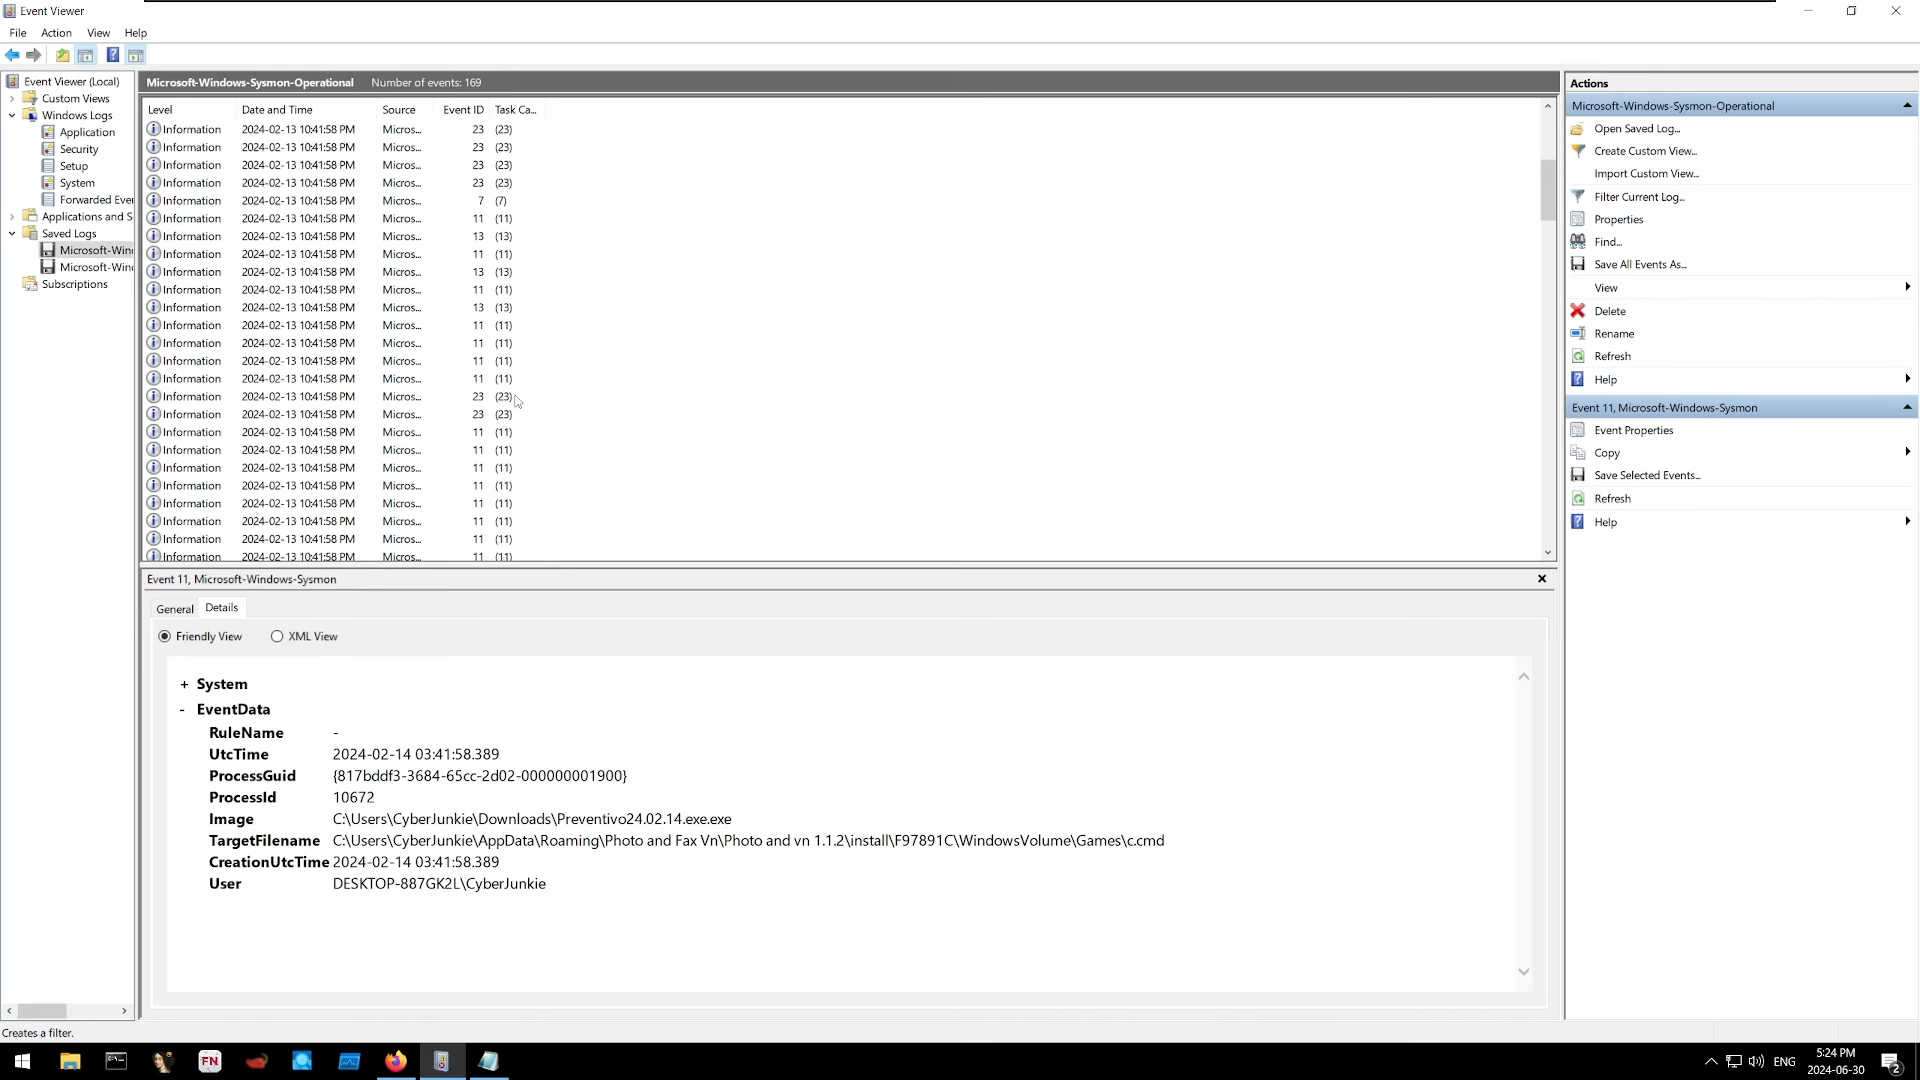 Event Viewer
File Action View Help
Event Viewer (Local)
Custom Views
Windows Logs
Application
Security
Setup
System
Forwarded Ever
Applications and S
Saved Logs
Microsoft-Wind
Microsoft-Wind
Subscriptions
Microsoft-Windows-Sysmon-Operational Number of events: 169
Level Date and Time Source Event ID Task Ca...
Information 2024-02-13 10:41:58 PM Micros... 23 (23)
Information 2024-02-13 10:41:58 PM Micros... 23 (23)
Information 2024-02-13 10:41:58 PM Micros... 23 (23)
Information 2024-02-13 10:41:58 PM Micros... 23 (23)
Information 2024-02-13 10:41:58 PM Micros... 7 (7)
Information 2024-02-13 10:41:58 PM Micros... 11 (11)
Information 2024-02-13 10:41:58 PM Micros... 13 (13)
Information 2024-02-13 10:41:58 PM Micros... 11 (11)
Information 2024-02-13 10:41:58 PM Micros... 13 (13)
Information 2024-02-13 10:41:58 PM Micros... 11 (11)
Information 2024-02-13 10:41:58 PM Micros... 13 (13)
Information 2024-02-13 10:41:58 PM Micros... 11 (11)
Information 2024-02-13 10:41:58 PM Micros... 11 (11)
Information 2024-02-13 10:41:58 PM Micros... 11 (11)
Information 2024-02-13 10:41:58 PM Micros... 11 (11)
Information 2024-02-13 10:41:58 PM Micros... 23 (23)
Information 2024-02-13 10:41:58 PM Micros... 23 (23)
Information 2024-02-13 10:41:58 PM Micros... 11 (11)
Information 2024-02-13 10:41:58 PM Micros... 11 (11)
Information 2024-02-13 10:41:58 PM Micros... 11 (11)
Information 2024-02-13 10:41:58 PM Micros... 11 (11)
Information 2024-02-13 10:41:58 PM Micros... 11 (11)
Information 2024-02-13 10:41:58 PM Micros... 11 (11)
Information 2024-02-13 10:41:58 PM Micros... 11 (11)
Information 2024-02-13 10:41:58 PM Micros... 11 (11)
Event 11, Microsoft-Windows-Sysmon
General Details
Friendly View XML View
+ System
- EventData
RuleName -
UtcTime 2024-02-14 03:41:58.389
ProcessGuid {817bddf3-3684-65cc-2d02-000000001900}
ProcessId 10672
Image C:\Users\CyberJunkie\Downloads\Preventivo24.02.14.exe.exe
TargetFilename C:\Users\CyberJunkie\AppData\Roaming\Photo and Fax Vn\Photo and vn 1.1.2\install\F97891C\WindowsVolume\Games\c.cmd
CreationUtcTime 2024-02-14 03:41:58.389
User DESKTOP-887GK2L\CyberJunkie
Actions
Microsoft-Windows-Sysmon-Operational
Open Saved Log...
Create Custom View...
Import Custom View...
Filter Current Log...
Properties
Find...
Save All Events As...
View
Delete
Rename
Refresh
Help
Event 11, Microsoft-Windows-Sysmon
Event Properties
Copy
Save Selected Events...
Refresh
Help
Creates a filter.
FN
ENG
5:24 PM
2024-06-30
2